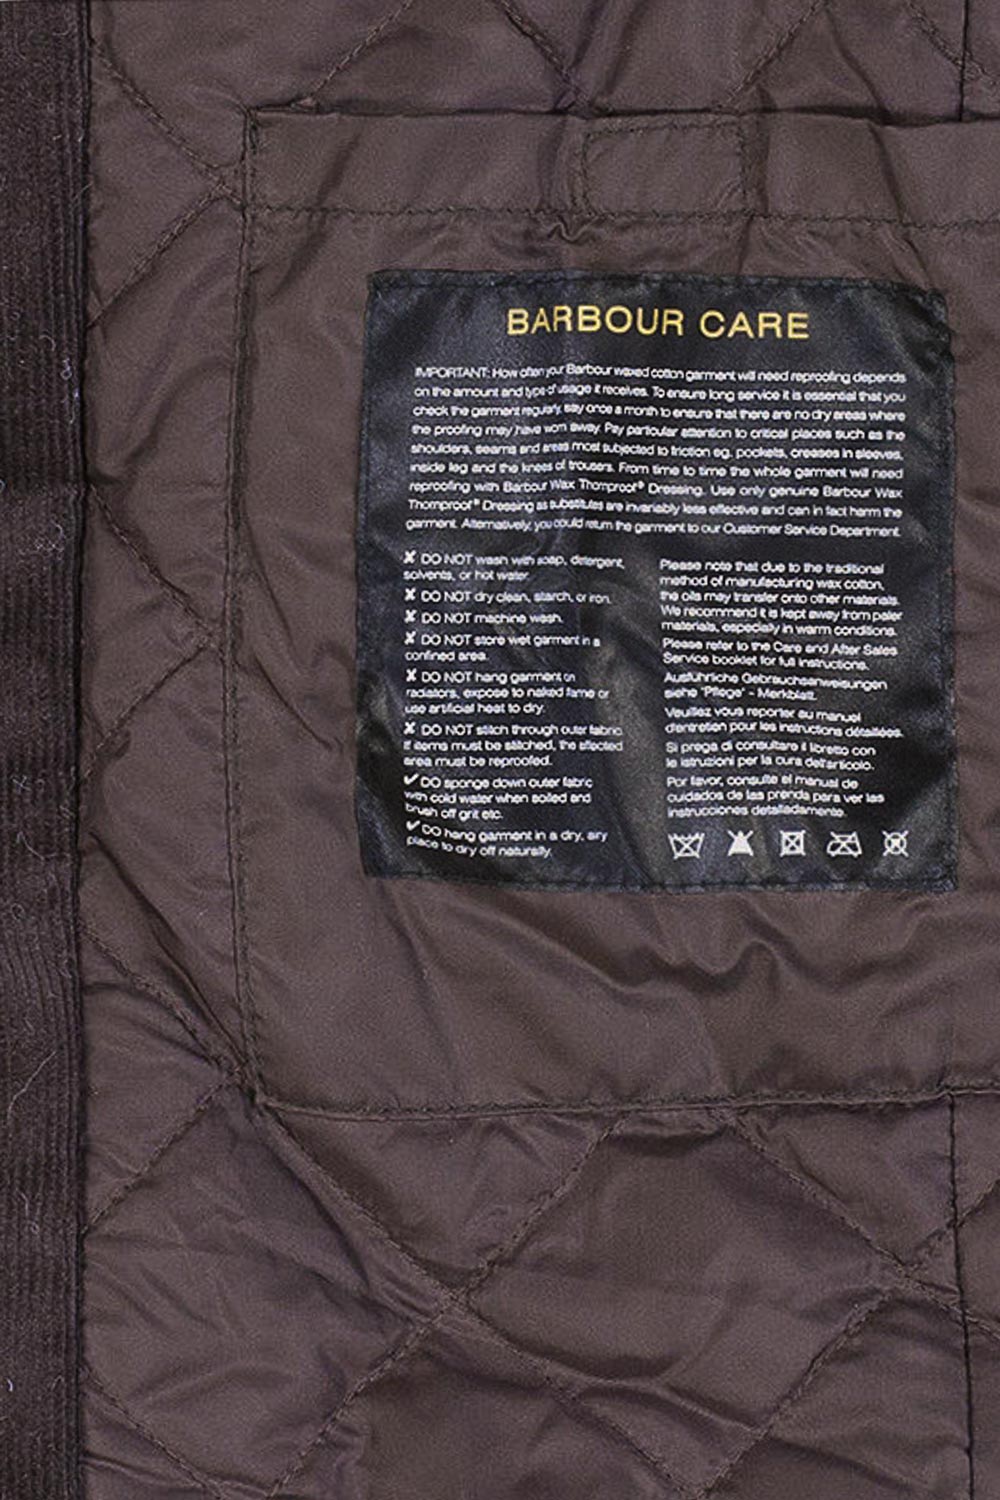 BARBOUR CARE
IMPORTANT: How often your Barbour waxed cotton garment will need reproofing depends
on the amount and type of usage it receives. To ensure long service it is essential that you
check the garment regularly, say once a month to ensure that there are no dry areas where
the proofing may have worn away. Pay particular attention to critical places such as the
shoulders, seams and areas most subjected to friction eg. pockets, creases in sleeves,
inside leg and the knees of trousers. From time to time the whole garment will need
reproofing with Barbour Wax Thornproof® Dressing. Use only genuine Barbour Wax
Thornproof® Dressing as substitutes are invariably less effective and can in fact harm the
garment. Alternatively, you could return the garment to our Customer Service Department.
✘ DO NOT wash with soap, detergent,
solvents, or hot water.
✘ DO NOT dry clean, starch, or iron.
✘ DO NOT machine wash.
✘ DO NOT store wet garment in a
confined area.
✘ DO NOT hang garment on
radiators, expose to naked flame or
use artificial heat to dry.
✘ DO NOT stitch through outer fabric.
If items must be stitched, the affected
area must be reproofed.
✔ DO sponge down outer fabric
with cold water when soiled and
brush off grit etc.
✔ DO hang garment in a dry, airy
place to dry off naturally.
Please note that due to the traditional
method of manufacturing wax cotton,
the oils may transfer onto other materials.
We recommend it is kept away from paler
materials, especially in warm conditions.
Please refer to the Care and After Sales
Service booklet for full instructions.
Ausführliche Gebrauchsanweisungen
siehe "Pflege" - Merkblatt.
Veuillez vous reporter au manuel
d'entretien pour les instructions détaillées.
Si prega di consultare il libretto con
le istruzioni per la cura dell'articolo.
Por favor, consulte el manual de
cuidados de las prenda para ver las
instrucciones detalladamente.